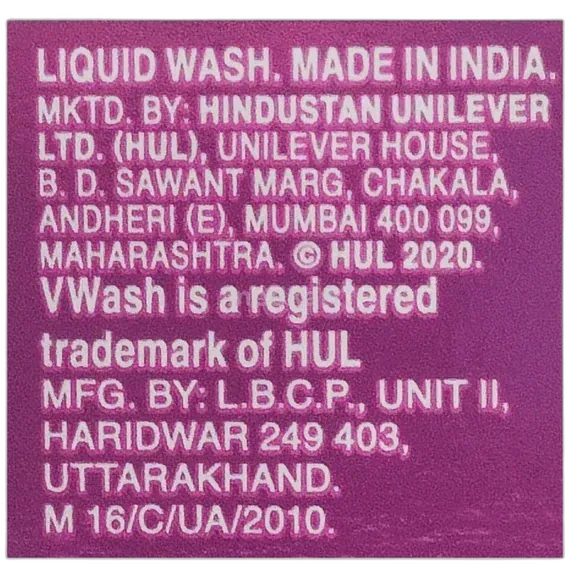 LIQUID WASH. MADE IN INDIA.
MKTD. BY: HINDUSTAN UNILEVER
LTD. (HUL), UNILEVER HOUSE,
B. D. SAWANT MARG, CHAKALA,
ANDHERI (E), MUMBAI 400 099,
MAHARASHTRA. © HUL 2020.
VWash is a registered
trademark of HUL
MFG. BY: L.B.C.P., UNIT II,
HARIDWAR 249 403,
UTTARAKHAND.
M 16/C/UA/2010.